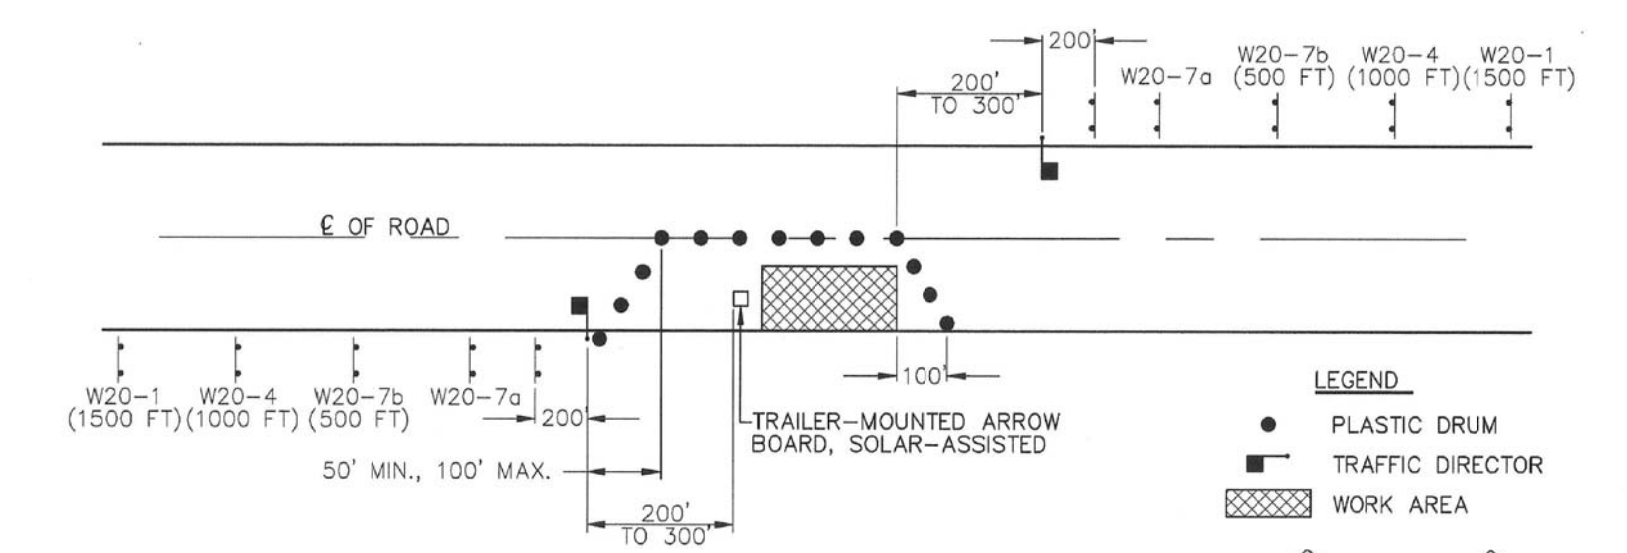 200'
W20-7b W20-4 W20-1
W20-7a (500 FT) (1000 FT) (1500 FT)
200'
TO 300'
℄ OF ROAD
W20-1 W20-4 W20-7b W20-7a
(1500 FT) (1000 FT) (500 FT)
200'
100'
TRAILER-MOUNTED ARROW
BOARD, SOLAR-ASSISTED
50' MIN., 100' MAX.
200'
TO 300'
LEGEND
PLASTIC DRUM
TRAFFIC DIRECTOR
WORK AREA